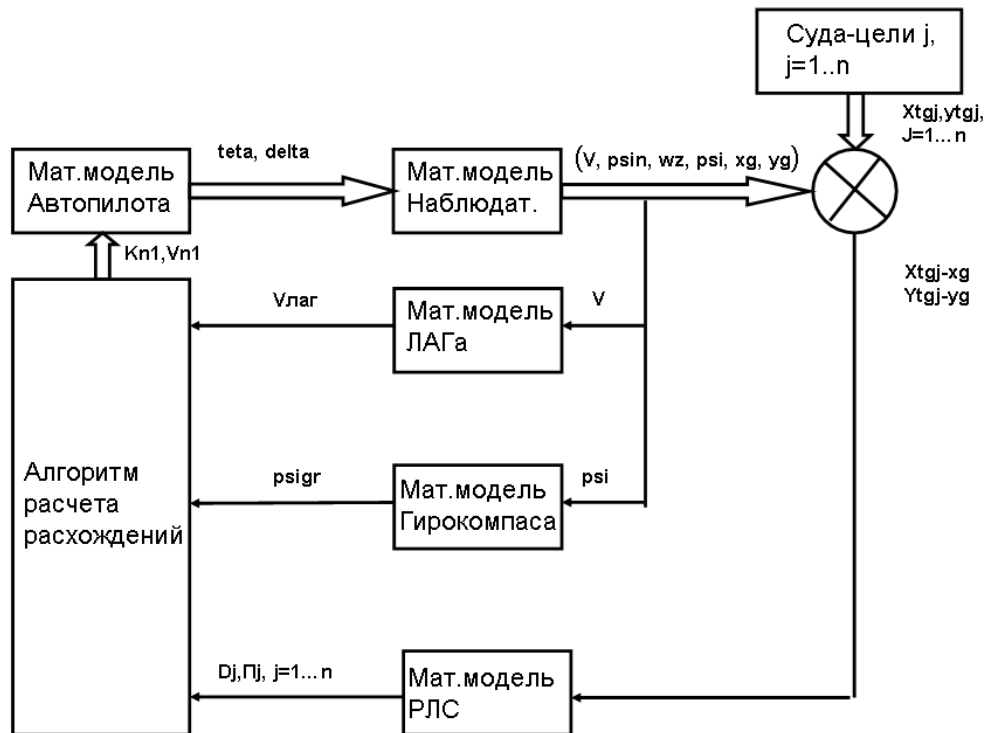 Суда-цели j,
j=1..n
Xtgj,ytgj,
J=1... n
teta, delta
(V, psin, wz, psi, xg, yg)
Мат.модель
Автопилота
Мат.модель
Наблюдат.
Kn1,Vn1
Xtgj-xg
Ytgj-yg
Vлаг
Мат.модель
ЛАГа
V
Алгоритм
расчета
расхождений
psigr
Мат.модель
Гирокомпаса
psi
Dj,Пj, j=1... n
Мат.модель
РЛС